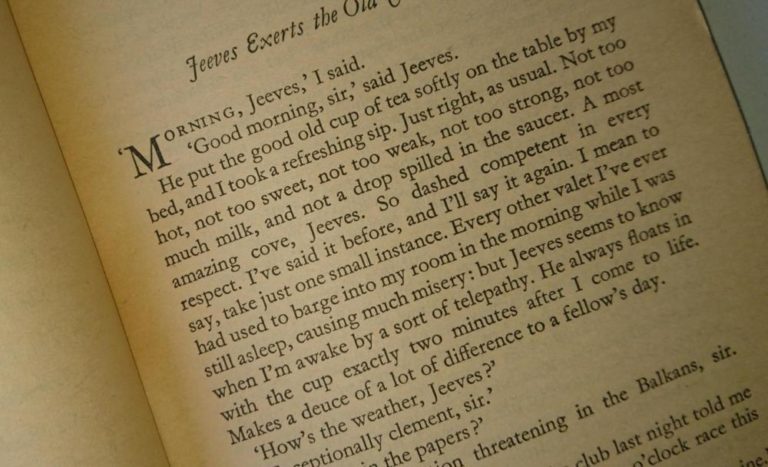 Jeeves Exerts the Old
‘MORNING, Jeeves,’ I said.
‘Good morning, sir,’ said Jeeves.
He put the good old cup of tea softly on the table by my
bed, and I took a refreshing sip. Just right, as usual. Not too
hot, not too sweet, not too weak, not too strong, not too
much milk, and not a drop spilled in the saucer. A most
amazing cove, Jeeves. So dashed competent in every
respect. I’ve said it before, and I’ll say it again. I mean to
say, take just one small instance. Every other valet I’ve ever
had used to barge into my room in the morning while I was
still asleep, causing much misery: but Jeeves seems to know
when I’m awake by a sort of telepathy. He always floats in
with the cup exactly two minutes after I come to life.
Makes a deuce of a lot of difference to a fellow’s day.
‘How’s the weather, Jeeves?’
clement, sir.’
in the papers?’
threatening in the Balkans, sir.
club last night told me
o’clock race this